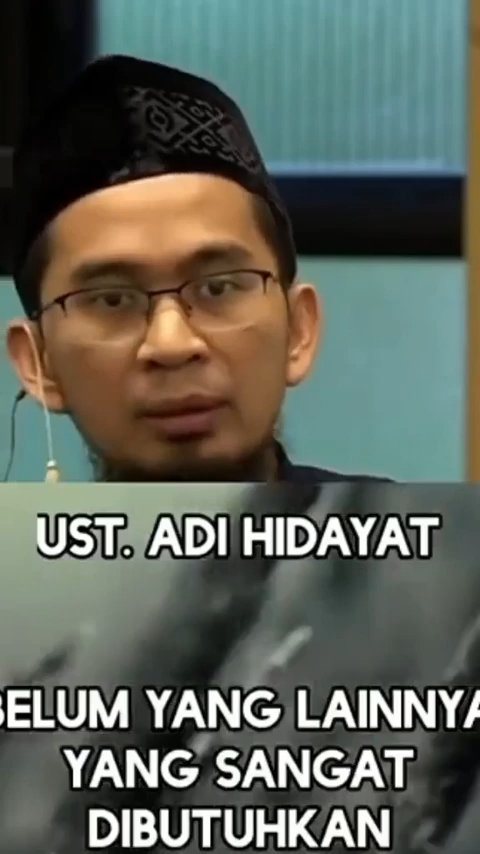 UST. ADI HIDAYAT
BELUM YANG LAINNYA
YANG SANGAT
DIBUTUHKAN